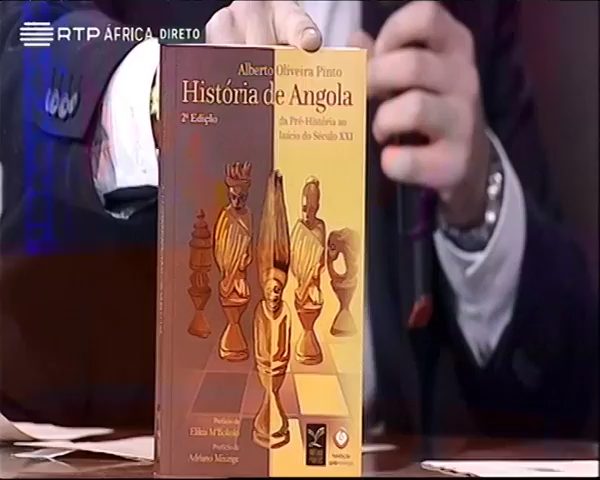 RTP ÁFRICA DIRETO
Alberto Oliveira Pinto
História de Angola
2ª Edição
da Pré-História ao
Início do Século XXI
Prefácio de
Elikia M'Bokolo
Prefácio de
Adriano Mixinge